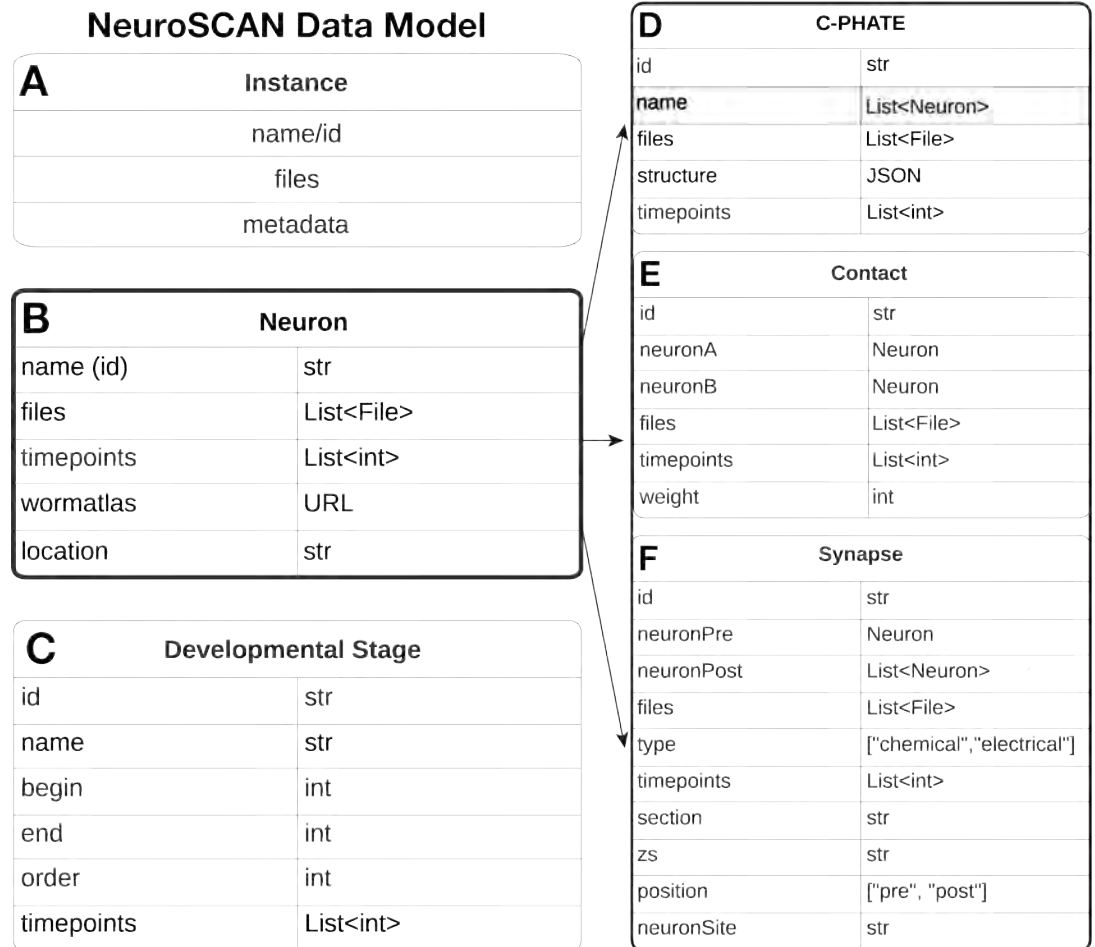 NeuroSCAN Data Model
A Instance
name/id
files
metadata
B Neuron
name (id) str
files List<File>
timepoints List<int>
wormatlas URL
location str
C Developmental Stage
id str
name str
begin int
end int
order int
timepoints List<int>
D C-PHATE
id str
name List<Neuron>
files List<File>
structure JSON
timepoints List<int>
E Contact
id str
neuronA Neuron
neuronB Neuron
files List<File>
timepoints List<int>
weight int
F Synapse
id str
neuronPre Neuron
neuronPost List<Neuron>
files List<File>
type ["chemical","electrical"]
timepoints List<int>
section str
zs str
position ["pre", "post"]
neuronSite str